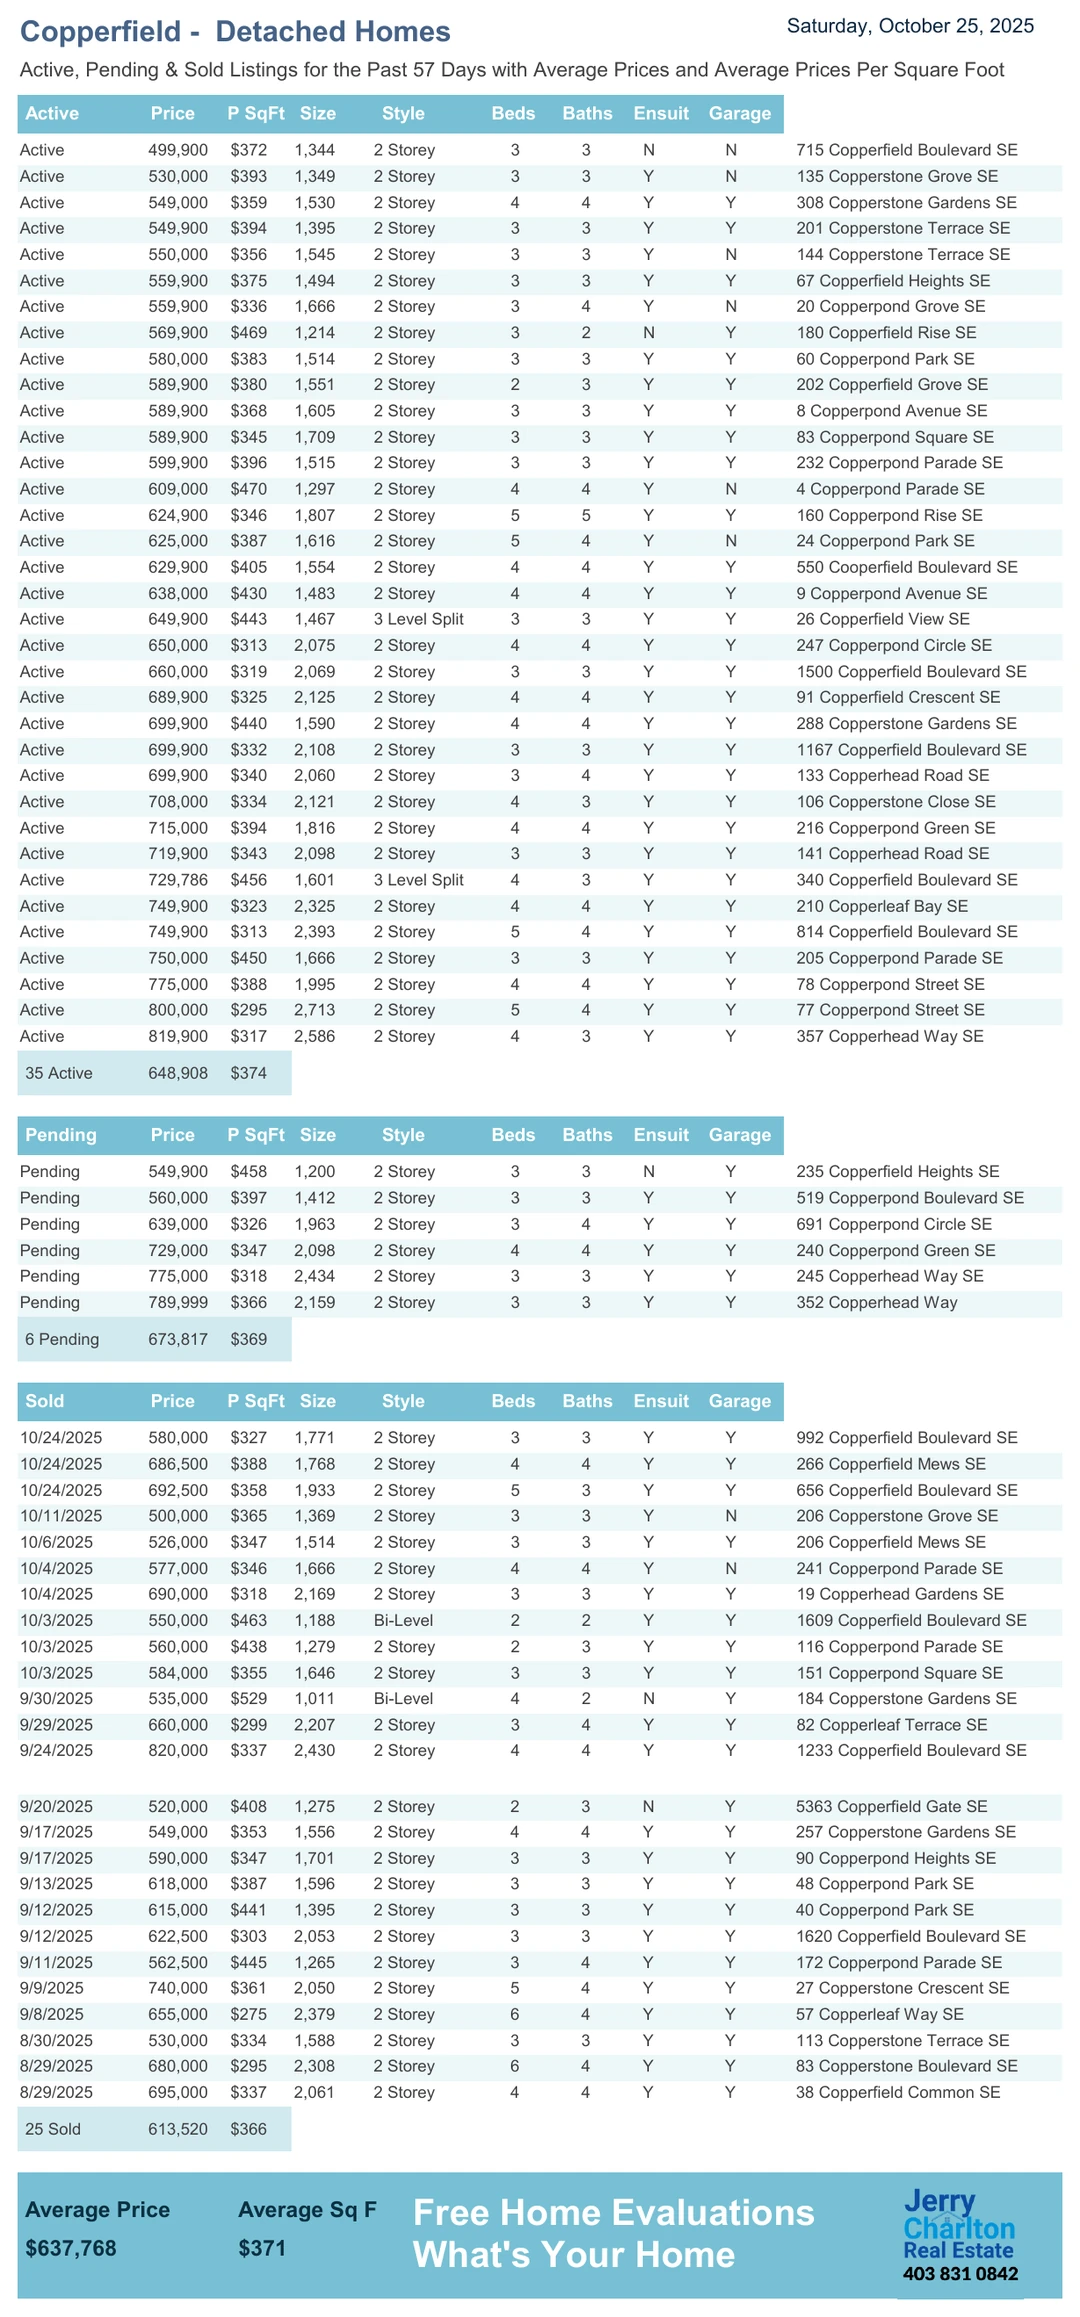 Copperfield - Detached Homes
Saturday, October 25, 2025
Active, Pending & Sold Listings for the Past 57 Days with Average Prices and Average Prices Per Square Foot
Active Price P SqFt Size Style Beds Baths Ensuit Garage
Active 499,900 $372 1,344 2 Storey 3 3 N N 715 Copperfield Boulevard SE
Active 530,000 $393 1,349 2 Storey 3 3 Y N 135 Copperstone Grove SE
Active 549,000 $359 1,530 2 Storey 4 4 Y Y 308 Copperstone Gardens SE
Active 549,900 $394 1,395 2 Storey 3 3 Y Y 201 Copperstone Terrace SE
Active 550,000 $356 1,545 2 Storey 3 3 Y N 144 Copperstone Terrace SE
Active 559,900 $375 1,494 2 Storey 3 3 Y Y 67 Copperfield Heights SE
Active 559,900 $336 1,666 2 Storey 3 4 Y N 20 Copperpond Grove SE
Active 569,900 $469 1,214 2 Storey 3 2 N Y 180 Copperfield Rise SE
Active 580,000 $383 1,514 2 Storey 3 3 Y Y 60 Copperpond Park SE
Active 589,900 $380 1,551 2 Storey 2 3 Y Y 202 Copperfield Grove SE
Active 589,900 $368 1,605 2 Storey 3 3 Y Y 8 Copperpond Avenue SE
Active 589,900 $345 1,709 2 Storey 3 3 Y Y 83 Copperpond Square SE
Active 599,900 $396 1,515 2 Storey 3 3 Y Y 232 Copperpond Parade SE
Active 609,000 $470 1,297 2 Storey 4 4 Y N 4 Copperpond Parade SE
Active 624,900 $346 1,807 2 Storey 5 5 Y Y 160 Copperpond Rise SE
Active 625,000 $387 1,616 2 Storey 5 4 Y N 24 Copperpond Park SE
Active 629,900 $405 1,554 2 Storey 4 4 Y Y 550 Cooperfield Boulevard SE
Active 638,000 $430 1,483 2 Storey 4 4 Y Y 9 Copperpond Avenue SE
Active 649,900 $443 1,467 3 Level Split 3 3 Y Y 26 Copperfield View SE
Active 650,000 $313 2,075 2 Storey 4 4 Y Y 247 Copperpond Circle SE
Active 660,000 $319 2,069 2 Storey 3 3 Y Y 1500 Copperfield Boulevard SE
Active 689,900 $325 2,125 2 Storey 4 4 Y Y 91 Copperfield Crescent SE
Active 699,900 $440 1,590 2 Storey 4 4 Y Y 288 Copperstone Gardens SE
Active 699,900 $332 2,108 2 Storey 3 3 Y Y 1167 Copperfield Boulevard SE
Active 699,900 $340 2,060 2 Storey 3 4 Y Y 133 Copperhead Road SE
Active 708,000 $334 2,121 2 Storey 4 3 Y Y 106 Copperstone Close SE
Active 715,000 $394 1,816 2 Storey 4 4 Y Y 216 Copperpond Green SE
Active 719,900 $343 2,098 2 Storey 3 3 Y Y 141 Copperhead Road SE
Active 729,786 $456 1,601 3 Level Split 4 3 Y Y 340 Copperfield Boulevard SE
Active 749,900 $323 2,325 2 Storey 4 4 Y Y 210 Copperleaf Bay SE
Active 749,900 $313 2,393 2 Storey 5 4 Y Y 814 Copperfield Boulevard SE
Active 750,000 $450 1,666 2 Storey 3 3 Y Y 205 Copperpond Parade SE
Active 775,000 $388 1,995 2 Storey 4 4 Y Y 78 Copperpond Street SE
Active 800,000 $295 2,713 2 Storey 5 4 Y Y 77 Copperpond Street SE
Active 819,900 $317 2,586 2 Storey 4 3 Y Y 357 Copperhead Way SE
35 Active 648,908 $374
Pending Price P SqFt Size Style Beds Baths Ensuit Garage
Pending 549,900 $458 1,200 2 Storey 3 3 N Y 235 Copperfield Heights SE
Pending 560,000 $397 1,412 2 Storey 3 3 Y Y 519 Copperpond Boulevard SE
Pending 639,000 $326 1,963 2 Storey 3 4 Y Y 691 Copperpond Circle SE
Pending 729,000 $347 2,098 2 Storey 4 4 Y Y 240 Copperpond Green SE
Pending 775,000 $318 2,434 2 Storey 3 3 Y Y 245 Copperhead Way SE
Pending 789,999 $366 2,159 2 Storey 3 3 Y Y 352 Copperhead Way
6 Pending 673,817 $369
Sold Price P SqFt Size Style Beds Baths Ensuit Garage
10/24/2025 580,000 $327 1,771 2 Storey 3 3 Y Y 992 Copperfield Boulevard SE
10/24/2025 686,500 $388 1,768 2 Storey 4 4 Y Y 266 Copperfield Mews SE
10/24/2025 692,500 $358 1,933 2 Storey 5 3 Y Y 656 Copperfield Boulevard SE
10/11/2025 500,000 $365 1,369 2 Storey 3 3 Y N 206 Copperstone Grove SE
10/6/2025 526,000 $347 1,514 2 Storey 3 3 Y Y 206 Copperfield Mews SE
10/4/2025 577,000 $346 1,666 2 Storey 4 4 Y N 241 Copperpond Parade SE
10/4/2025 690,000 $318 2,169 2 Storey 3 3 Y Y 19 Copperhead Gardens SE
10/3/2025 550,000 $463 1,188 Bi-Level 2 2 Y Y 1609 Copperfield Boulevard SE
10/3/2025 560,000 $438 1,279 2 Storey 2 3 Y Y 116 Copperpond Parade SE
10/3/2025 584,000 $355 1,646 2 Storey 3 3 Y Y 151 Copperpond Square SE
9/30/2025 535,000 $529 1,011 Bi-Level 4 2 N Y 184 Copperstone Gardens SE
9/29/2025 660,000 $299 2,207 2 Storey 3 4 Y Y 82 Copperleaf Terrace SE
9/24/2025 820,000 $337 2,430 2 Storey 4 4 Y Y 1233 Copperfield Boulevard SE
9/20/2025 520,000 $408 1,275 2 Storey 2 3 N Y 5363 Copperfield Gate SE
9/17/2025 549,000 $353 1,556 2 Storey 4 4 Y Y 257 Copperstone Gardens SE
9/17/2025 590,000 $347 1,701 2 Storey 3 3 Y Y 90 Copperpond Heights SE
9/13/2025 618,000 $387 1,596 2 Storey 3 3 Y Y 48 Copperpond Park SE
9/12/2025 615,000 $441 1,395 2 Storey 3 3 Y Y 40 Copperpond Park SE
9/12/2025 622,500 $303 2,053 2 Storey 3 3 Y Y 1620 Copperfield Boulevard SE
9/11/2025 562,500 $445 1,265 2 Storey 3 4 Y Y 172 Copperpond Parade SE
9/9/2025 740,000 $361 2,050 2 Storey 5 4 Y Y 27 Copperstone Crescent SE
9/8/2025 655,000 $275 2,379 2 Storey 6 4 Y Y 57 Copperleaf Way SE
8/30/2025 530,000 $334 1,588 2 Storey 3 3 Y Y 113 Copperstone Terrace SE
8/29/2025 680,000 $295 2,308 2 Storey 6 4 Y Y 83 Copperstone Boulevard SE
8/29/2025 695,000 $337 2,061 2 Storey 4 4 Y Y 38 Copperfield Common SE
25 Sold 613,520 $366
Average Price Average Sq F
$637,768 $371
Free Home Evaluations
What's Your Home
Jerry
Charlton
Real Estate
403 831 0842